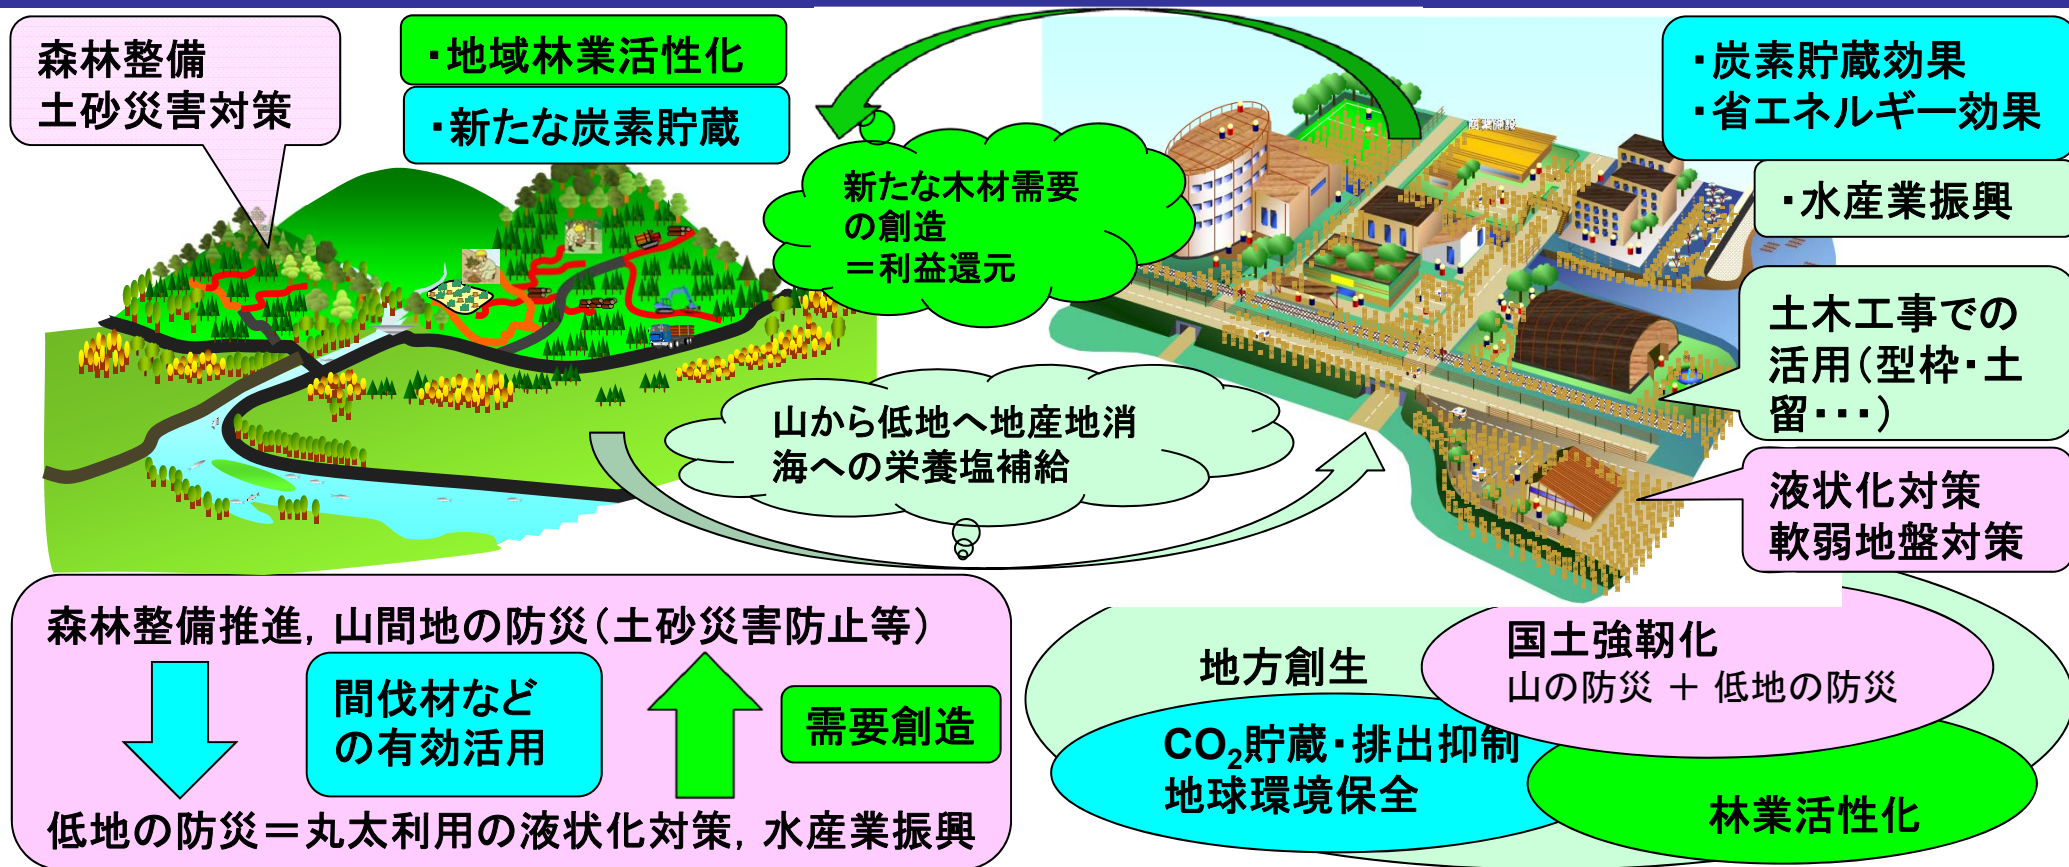 森林整備
土砂災害対策
・地域林業活性化
・新たな炭素貯蔵
・炭素貯蔵効果
・省エネルギー効果
・水産業振興
商業施設
新たな木材需要
の創造
＝利益還元
土木工事での
活用（型枠・土
留・・・）
山から低地へ地産地消
海への栄養塩補給
液状化対策
軟弱地盤対策
森林整備推進，山間地の防災（土砂災害防止等）
間伐材など
の有効活用
需要創造
低地の防災＝丸太利用の液状化対策，水産業振興
地方創生
国土強靭化
山の防災 ＋ 低地の防災
CO₂貯蔵・排出抑制
地球環境保全
林業活性化